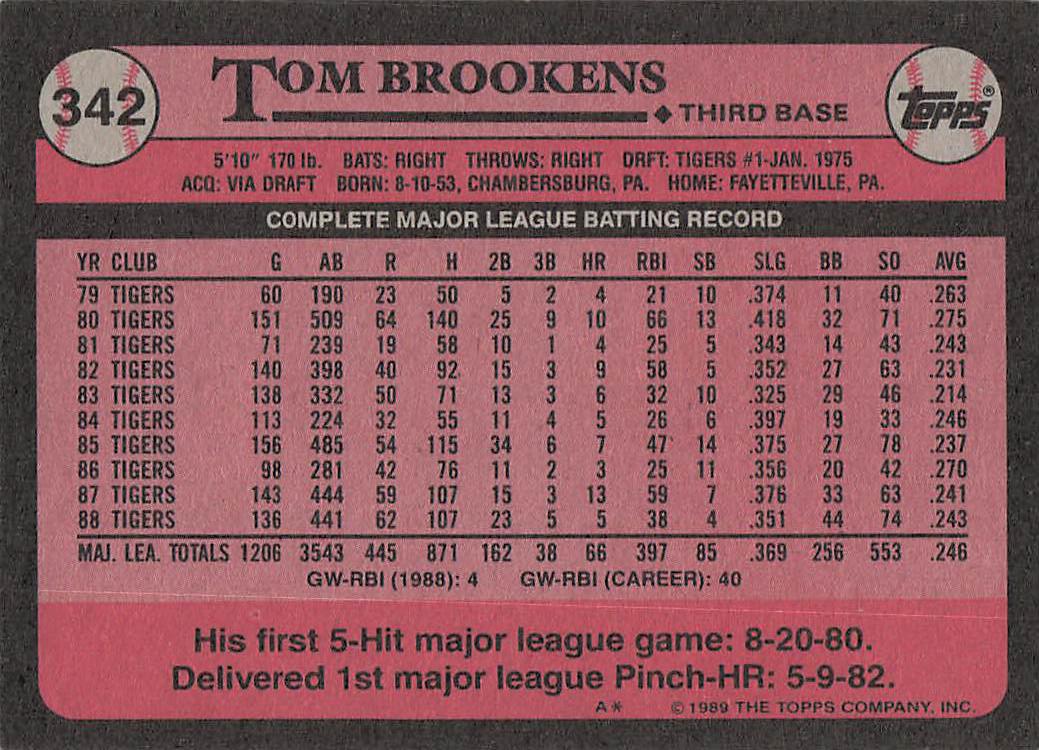 342
TOM BROOKENS
THIRD BASE
topps®
5'10" 170 lb. BATS: RIGHT THROWS: RIGHT DRFT: TIGERS #1-JAN. 1975
ACQ: VIA DRAFT BORN: 8-10-53, CHAMBERSBURG, PA. HOME: FAYETTEVILLE, PA.
COMPLETE MAJOR LEAGUE BATTING RECORD
YR CLUB G AB R H 2B 3B HR RBI SB SLG BB SO AVG
79 TIGERS 60 190 23 50 5 2 4 21 10 .374 11 40 .263
80 TIGERS 151 509 64 140 25 9 10 66 13 .418 32 71 .275
81 TIGERS 71 239 19 58 10 1 4 25 5 .343 14 43 .243
82 TIGERS 140 398 40 92 15 3 9 58 5 .352 27 63 .231
83 TIGERS 138 332 50 71 13 3 6 32 10 .325 29 46 .214
84 TIGERS 113 224 32 55 11 4 5 26 6 .397 19 33 .246
85 TIGERS 156 485 54 115 34 6 7 47 14 .375 27 78 .237
86 TIGERS 98 281 42 76 11 2 3 25 11 .356 20 42 .270
87 TIGERS 143 444 59 107 15 3 13 59 7 .376 33 63 .241
88 TIGERS 136 441 62 107 23 5 5 38 4 .351 44 74 .243
MAJ. LEA. TOTALS 1206 3543 445 871 162 38 66 397 85 .369 256 553 .246
GW-RBI (1988): 4 GW-RBI (CAREER): 40
His first 5-Hit major league game: 8-20-80.
Delivered 1st major league Pinch-HR: 5-9-82.
A* © 1989 THE TOPPS COMPANY, INC.